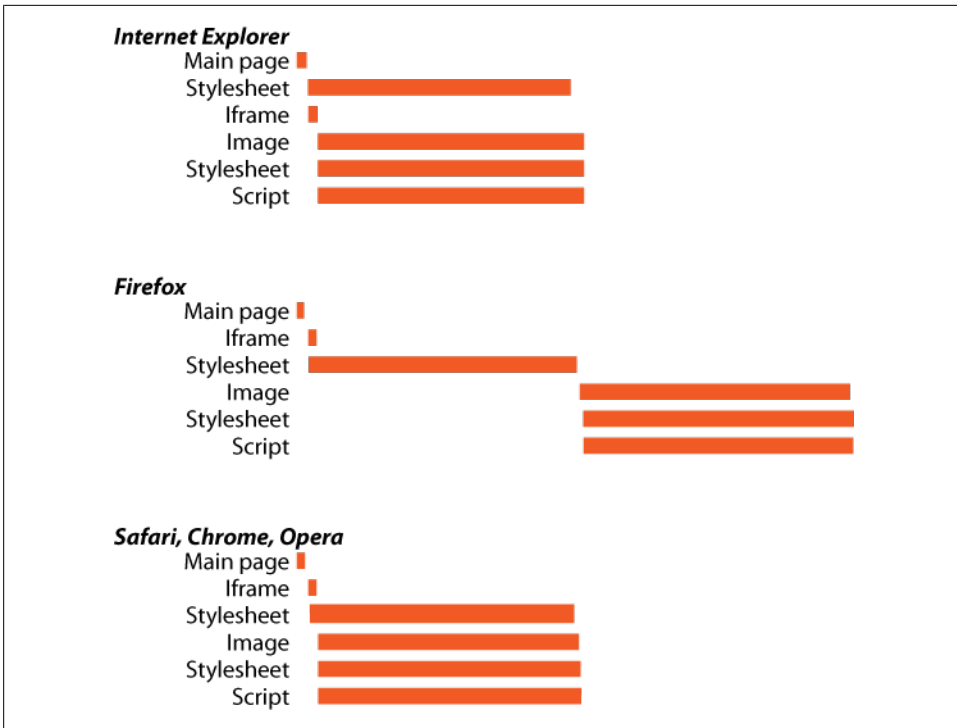 Internet Explorer
Main page
Stylesheet
Iframe
Image
Stylesheet
Script
Firefox
Main page
Iframe
Stylesheet
Image
Stylesheet
Script
Safari, Chrome, Opera
Main page
Iframe
Stylesheet
Image
Stylesheet
Script